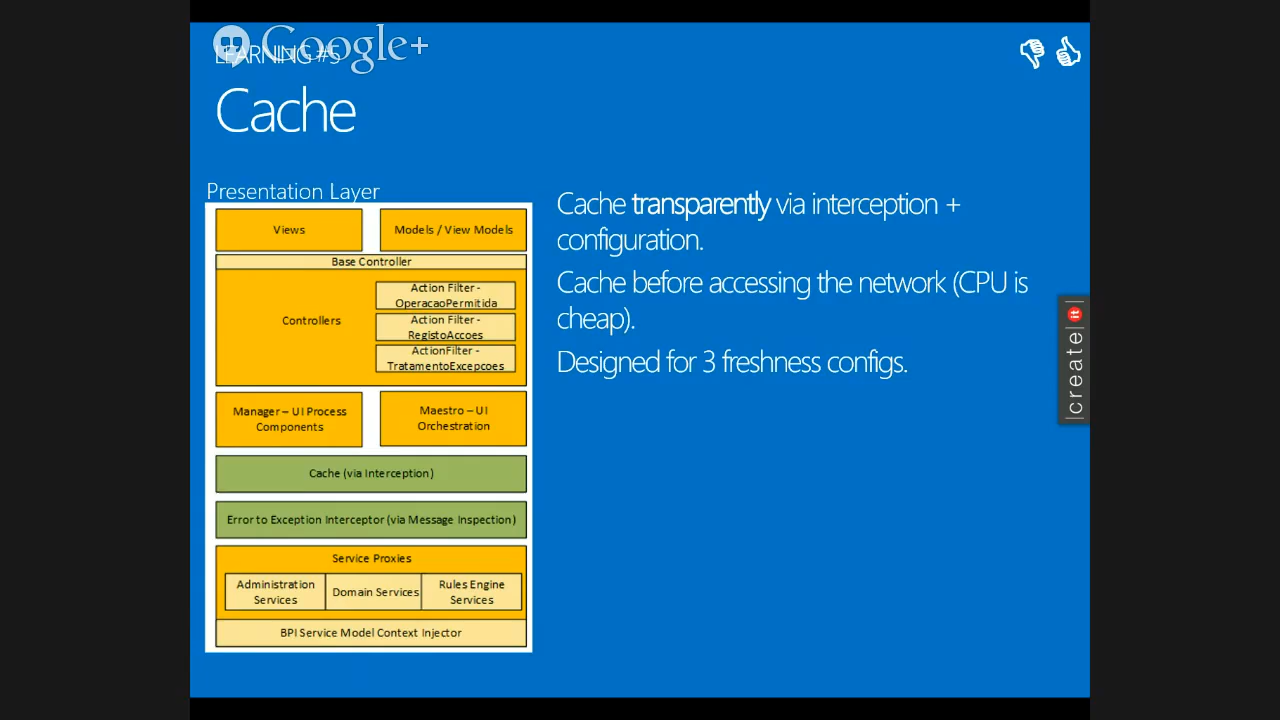 Google+
LEARNING #5
Cache
Presentation Layer
Views
Models / View Models
Base Controller
Controllers
Action Filter -
OperacaoPermitida
Action Filter -
RegistoAccoes
ActionFilter -
TratamentoExcepcoes
Manager – UI Process
Components
Maestro – UI
Orchestration
Cache (via Interception)
Error to Exception Interceptor (via Message Inspection)
Service Proxies
Administration
Services
Domain Services
Rules Engine
Services
BPI Service Model Context Injector
Cache transparently via interception +
configuration.
Cache before accessing the network (CPU is
cheap).
Designed for 3 freshness configs.
|create|it|